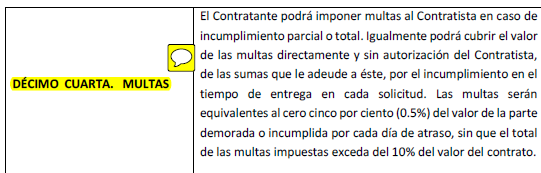 El Contratante podrá imponer multas al Contratista en caso de
incumplimiento parcial o total. Igualmente podrá cubrir el valor
de las multas directamente y sin autorización del Contratista,
DÉCIMO CUARTA. MULTAS
de las sumas que le adeude a éste, por el incumplimiento en el
tiempo de entrega en cada solicitud. Las multas serán
equivalentes al cero cinco por ciento (0.5%) del valor de la parte
demorada o incumplida por cada día de atraso, sin que el total
de las multas impuestas exceda del 10% del valor del contrato.